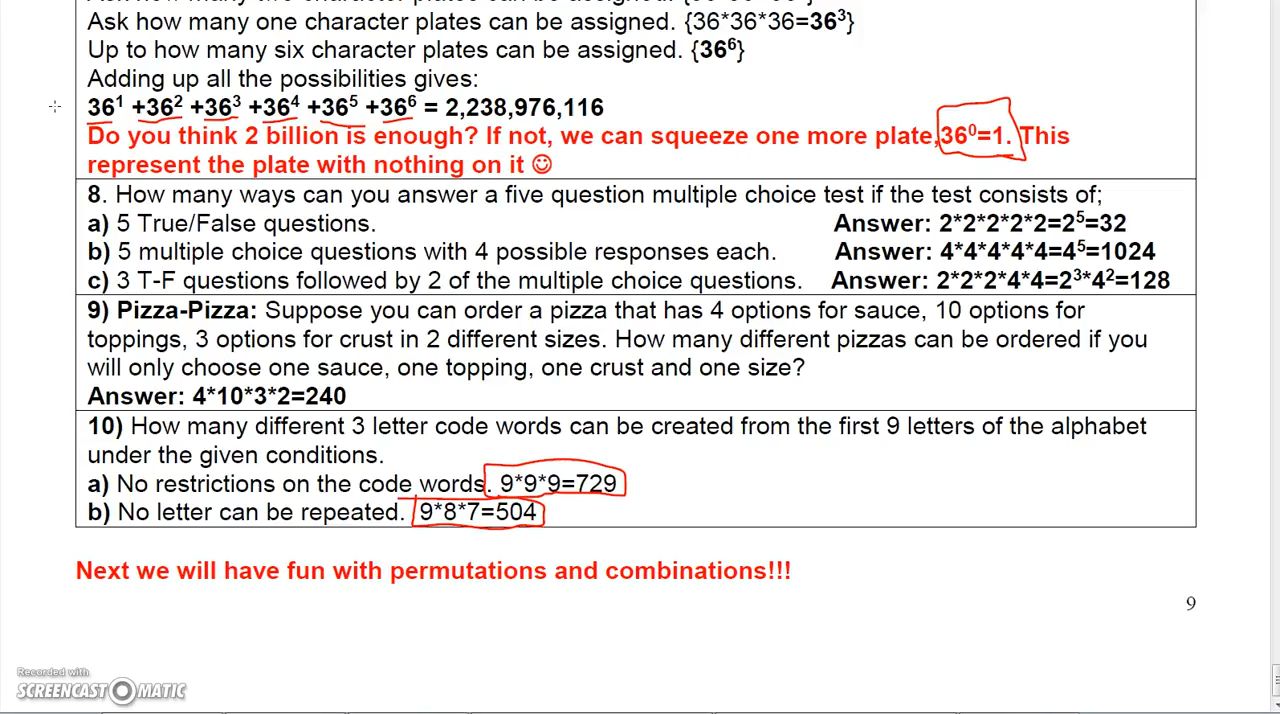 Ask how many one character plates can be assigned. {36*36*36=36³}
Up to how many six character plates can be assigned. {36⁶}
Adding up all the possibilities gives:
36¹ +36² +36³ +36⁴ +36⁵ +36⁶ = 2,238,976,116
Do you think 2 billion is enough? If not, we can squeeze one more plate,36⁰=1. This
represent the plate with nothing on it ☺
8. How many ways can you answer a five question multiple choice test if the test consists of;
a) 5 True/False questions. Answer: 2*2*2*2*2=2⁵=32
b) 5 multiple choice questions with 4 possible responses each. Answer: 4*4*4*4*4=4⁵=1024
c) 3 T-F questions followed by 2 of the multiple choice questions. Answer: 2*2*2*4*4=2³*4²=128
9) Pizza-Pizza: Suppose you can order a pizza that has 4 options for sauce, 10 options for
toppings, 3 options for crust in 2 different sizes. How many different pizzas can be ordered if you
will only choose one sauce, one topping, one crust and one size?
Answer: 4*10*3*2=240
10) How many different 3 letter code words can be created from the first 9 letters of the alphabet
under the given conditions.
a) No restrictions on the code words. 9*9*9=729
b) No letter can be repeated. 9*8*7=504
Next we will have fun with permutations and combinations!!!
9
Recorded with
SCREENCAST O MATIC